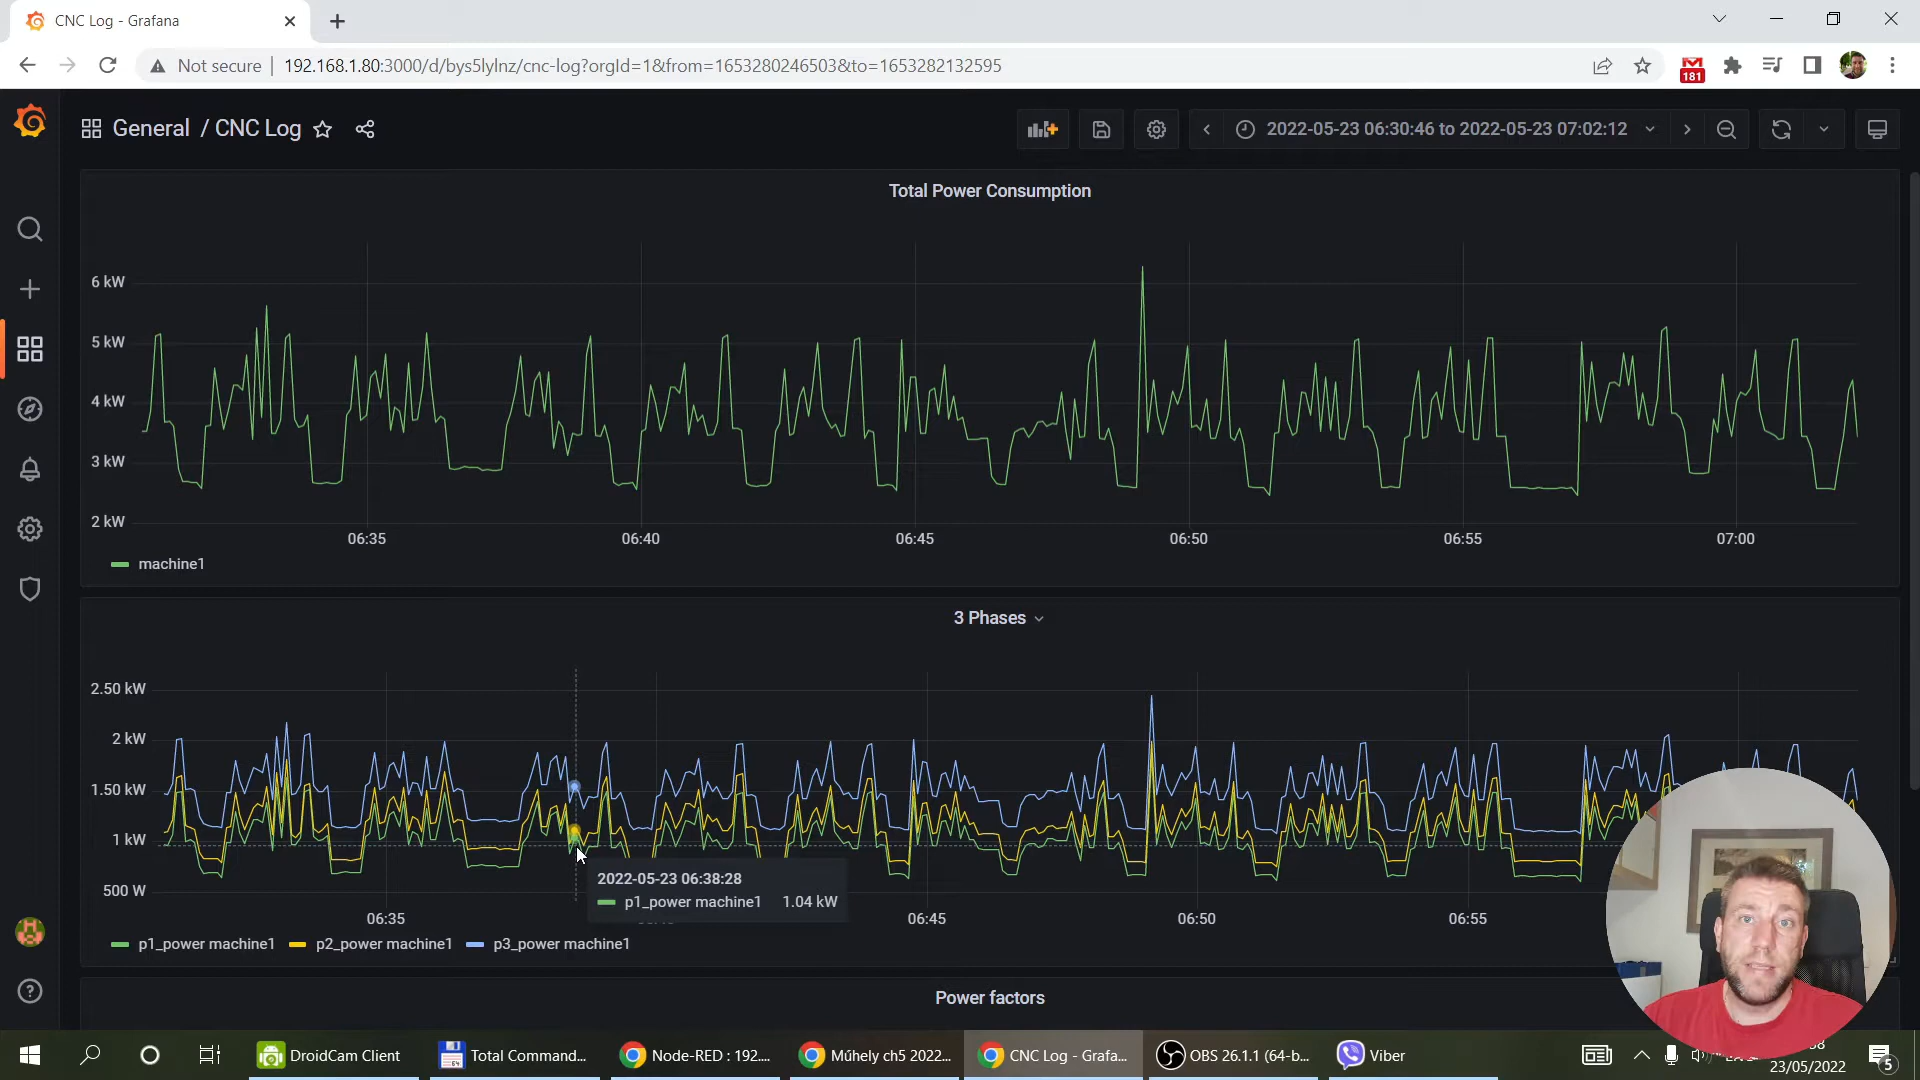 CNC Log - Grafana
Not secure
192.168.1.80:3000/d/bys5lylnz/cnc-log?orgId=1&from=1653280246503&to=1653282132595
181
General / CNC Log
2022-05-23 06:30:46 to 2022-05-23 07:02:12
Total Power Consumption
6 kW
5 kW
4 kW
3 kW
2 kW
06:35
06:40
06:45
06:50
06:55
07:00
machine1
3 Phases
2.50 kW
2 kW
1.50 kW
1 kW
500 W
2022-05-23 06:38:28
p1_power machine1 1.04 kW
06:35
06:45
06:50
06:55
p1_power machine1
p2_power machine1
p3_power machine1
Power factors
DroidCam Client
64
Total Command...
Node-RED : 192....
Múhely ch5 2022...
CNC Log - Grafa...
OBS 26.1.1 (64-b...
Viber
23/05/2022
5